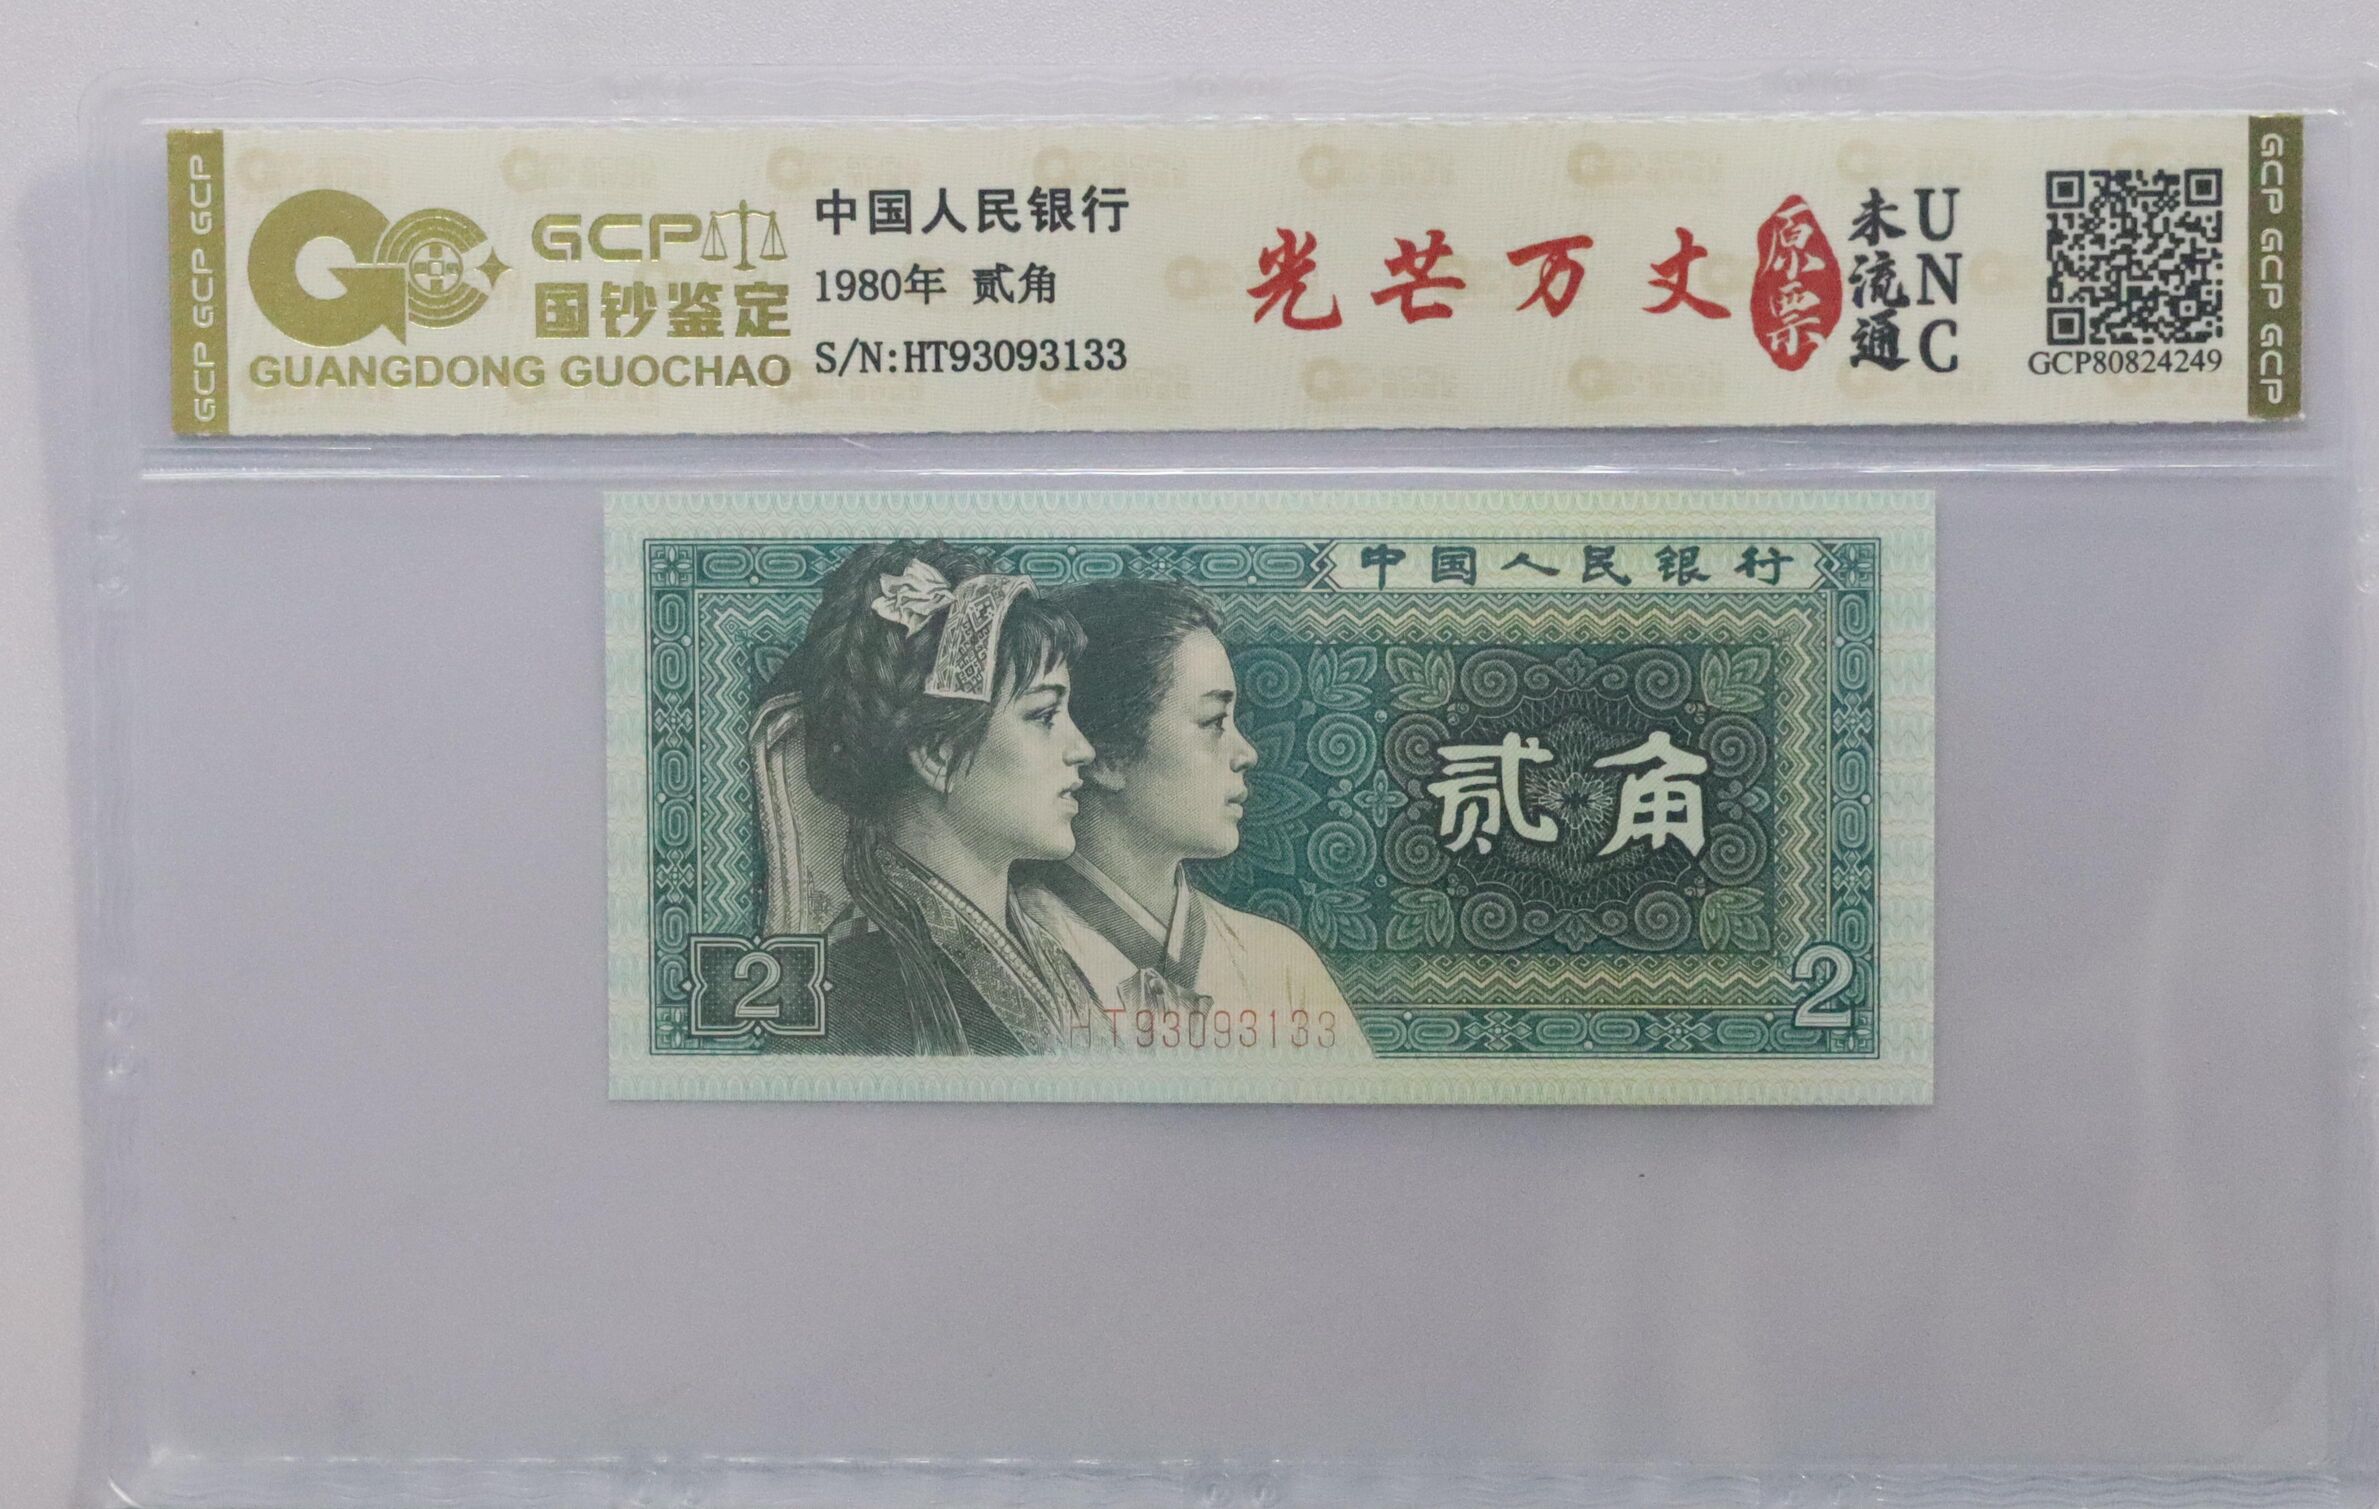 GCP GCP GCP
GCP
国钞鉴定
GUANGDONG GUOCHAO
中国人民银行
1980年 贰角
S/N:HT93093133
光芒万丈
原票
未流通
UNC
GCP80824249
GCP GCP GCP
中国人民银行
贰角
2
2
HT93093133